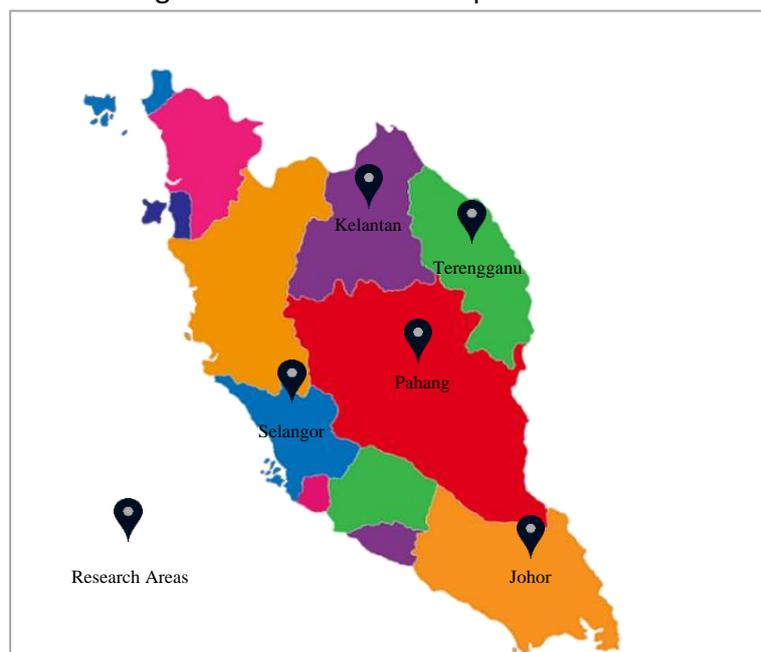 Kelantan
Terengganu
Pahang
Selangor
Research Areas
Johor